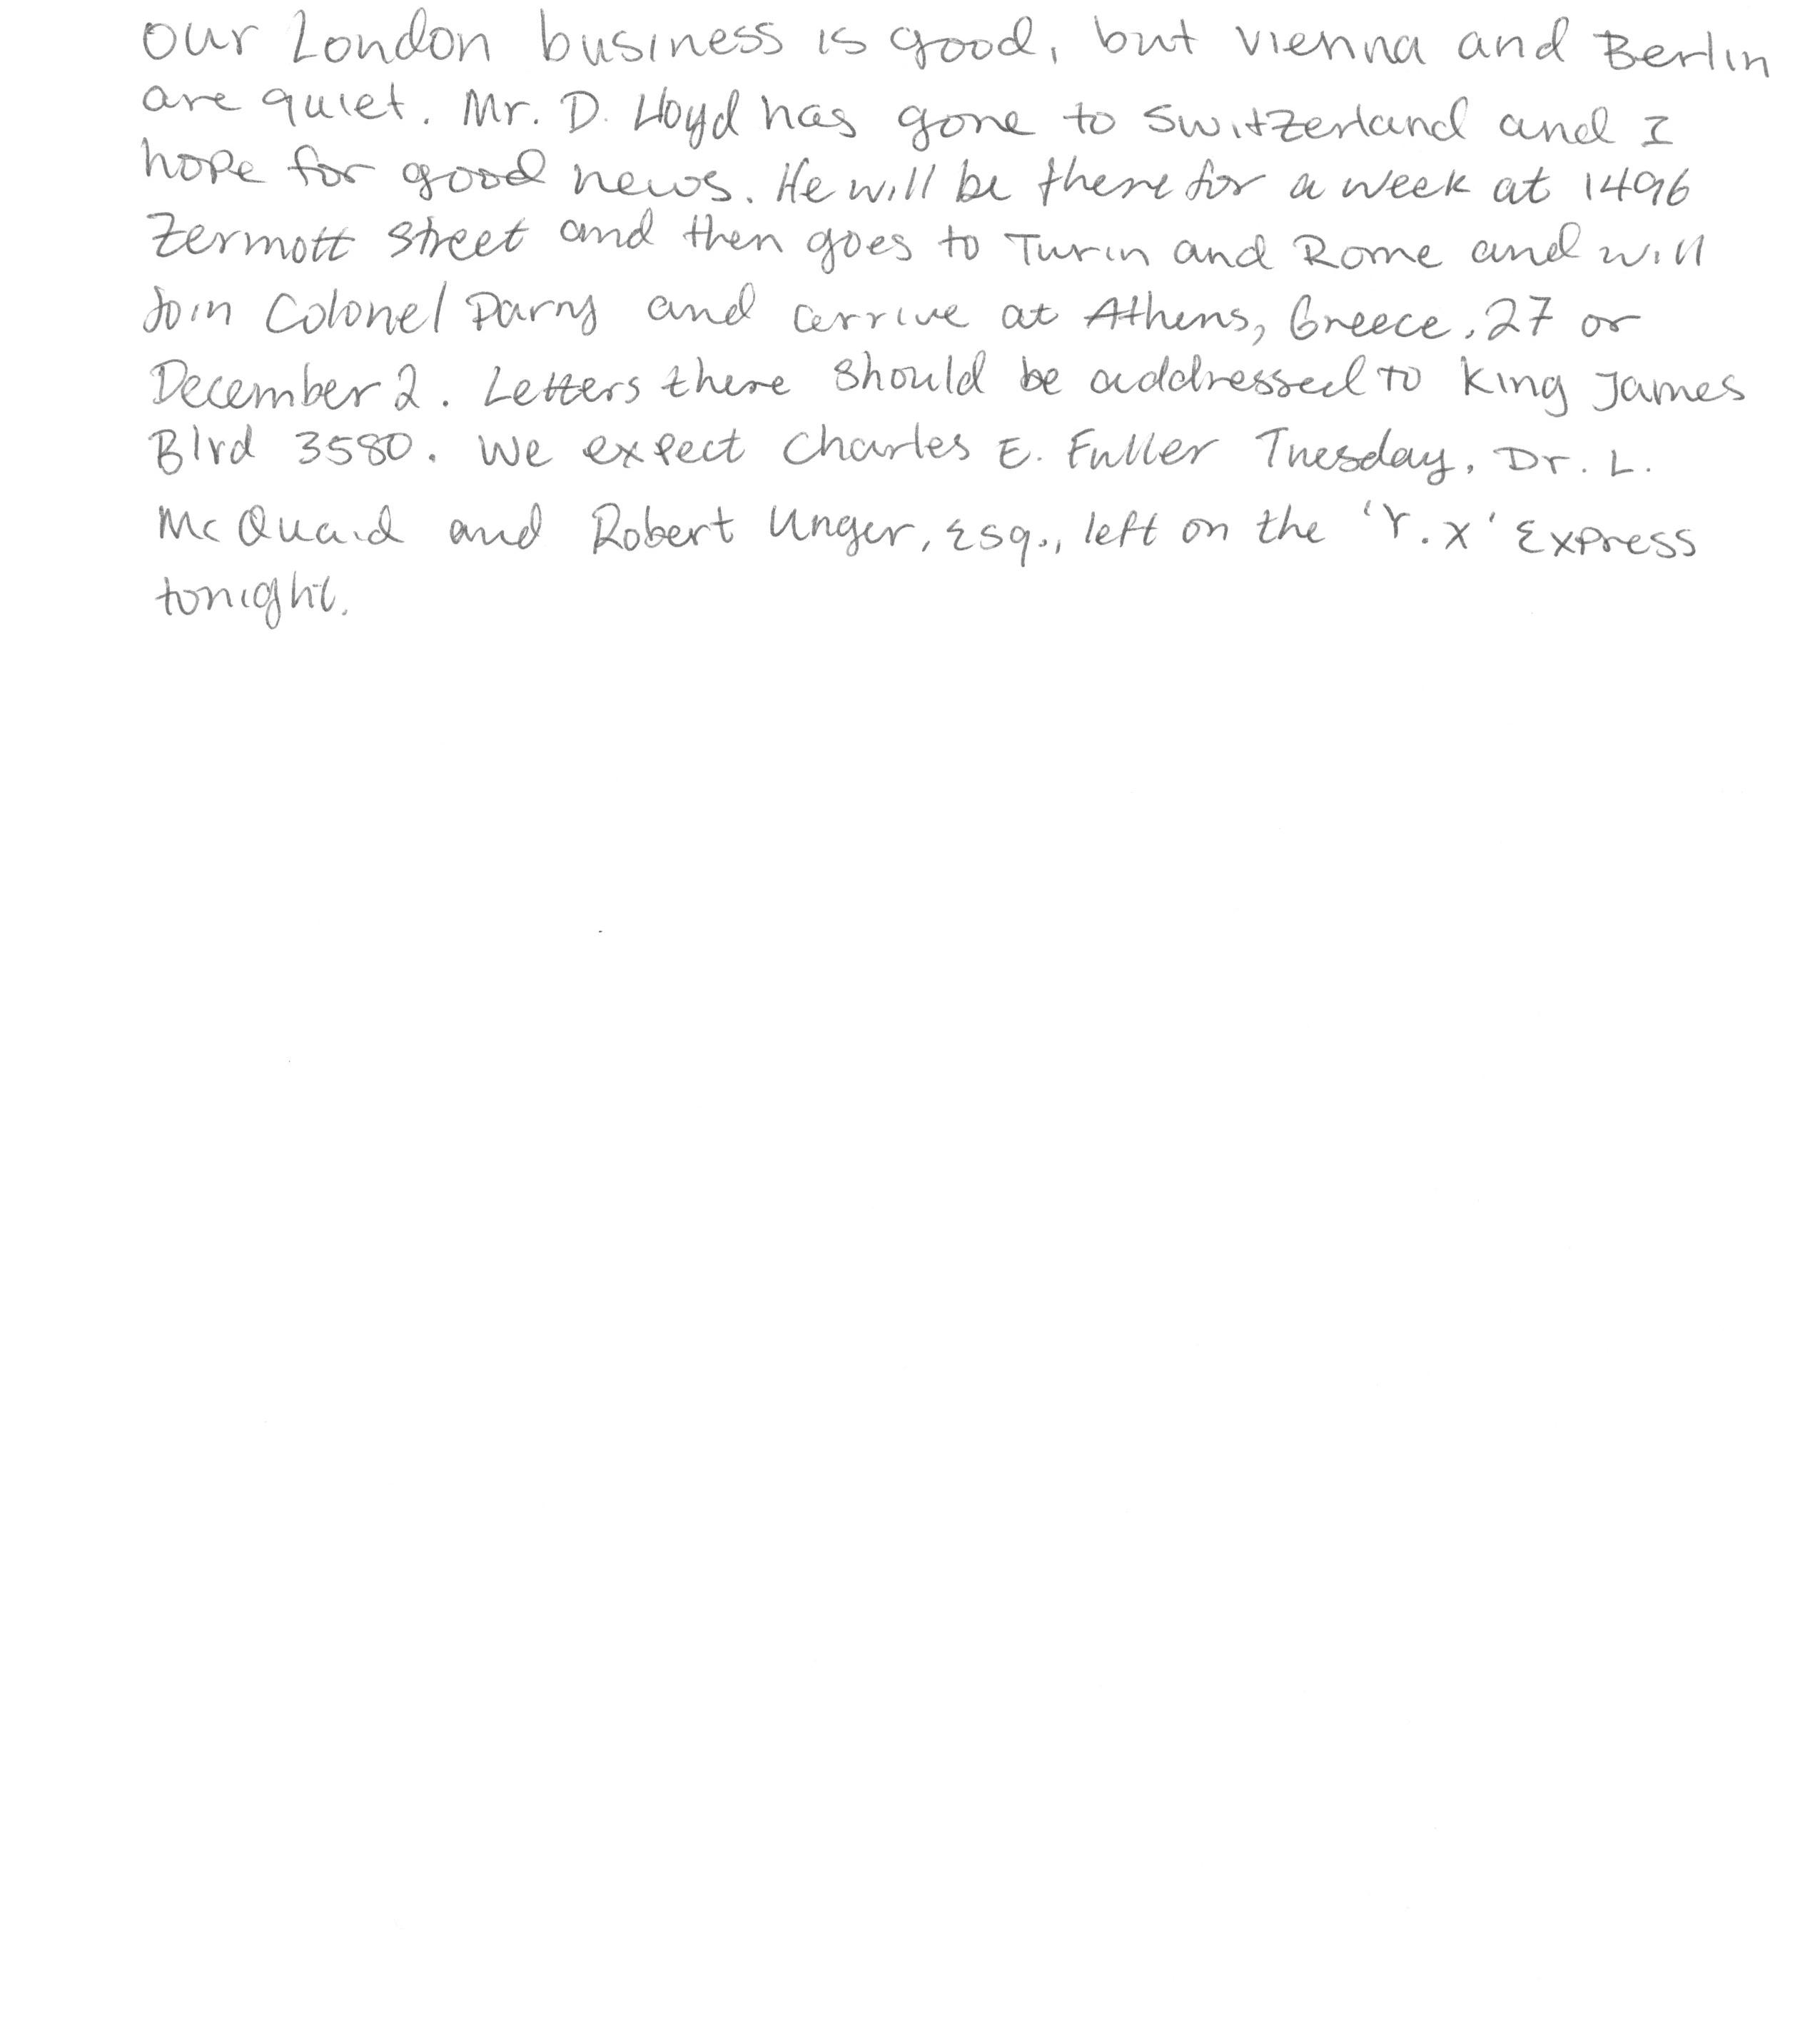 Our London business is good, but Vienna and Berlin
are quiet. Mr. D. Lloyd has gone to Switzerland and I
hope for good news. He will be there for a week at 1496
Zermott street and then goes to Turin and Rome and will
Join Colonel Parry and arrive at Athens, Greece, 27 or
December 2. Letters there should be addressed to King James
Blvd 3580. We expect Charles E. Fuller Tuesday. Dr. L.
McQuaid and Robert Unger, Esq., left on the 'Y.X' Express
tonight.